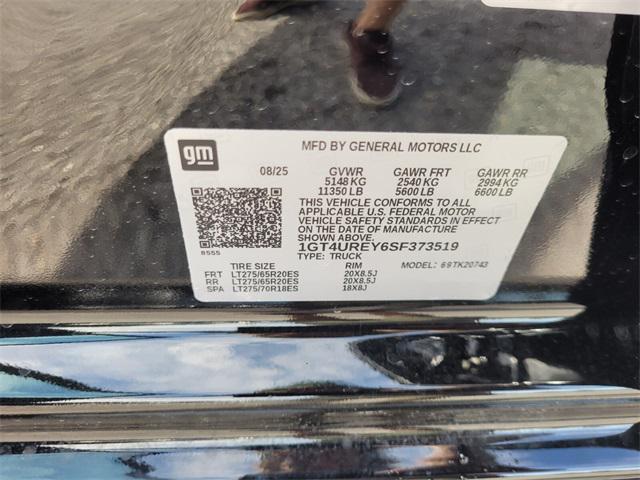 gm
MFD BY GENERAL MOTORS LLC
08/25 GVWR GAWR FRT GAWR RR
5148 KG 2540 KG 2994 KG
11350 LB 5600 LB 6600 LB
THIS VEHICLE CONFORMS TO ALL
APPLICABLE U.S. FEDERAL MOTOR
VEHICLE SAFETY STANDARDS IN EFFECT
ON THE DATE OF MANUFACTURE
SHOWN ABOVE.
8555 1GT4UREY6SF373519
TYPE: TRUCK
TIRE SIZE RIM MODEL: 69TK20743
FRT LT275/65R20ES 20X8.5J
RR LT275/65R20ES 20X8.5J
SPA LT275/70R18ES 18X8J